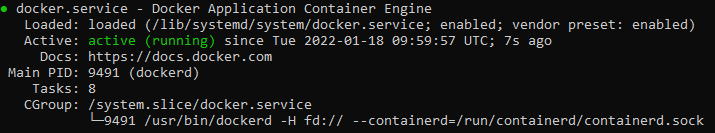 ● docker.service - Docker Application Container Engine
Loaded: loaded (/lib/systemd/system/docker.service; enabled; vendor preset: enabled)
Active: active (running) since Tue 2022-01-18 09:59:57 UTC; 7s ago
Docs: https://docs.docker.com
Main PID: 9491 (dockerd)
Tasks: 8
CGroup: /system.slice/docker.service
└─9491 /usr/bin/dockerd -H fd:// --containerd=/run/containerd/containerd.sock